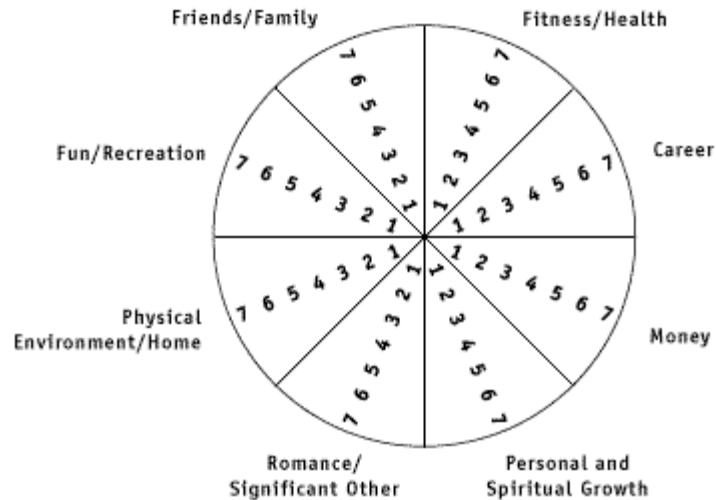 Friends/Family
Fitness/Health
7 6 5 4 3 2 1
1 2 3 4 5 6 7
Fun/Recreation
7 6 5 4 3 2 1
1 2 3 4 5 6 7
Career
Physical
Environment/Home
7 6 5 4 3 2 1
1 2 3 4 5 6 7
Money
7 6 5 4 3 2 1
1 2 3 4 5 6 7
Romance/
Significant Other
Personal and
Spiritual Growth